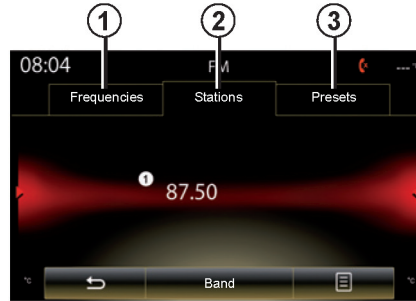 1 2 3
08:04 FM ---°
Frequencies Stations Presets
1 87.50
°C Band °C